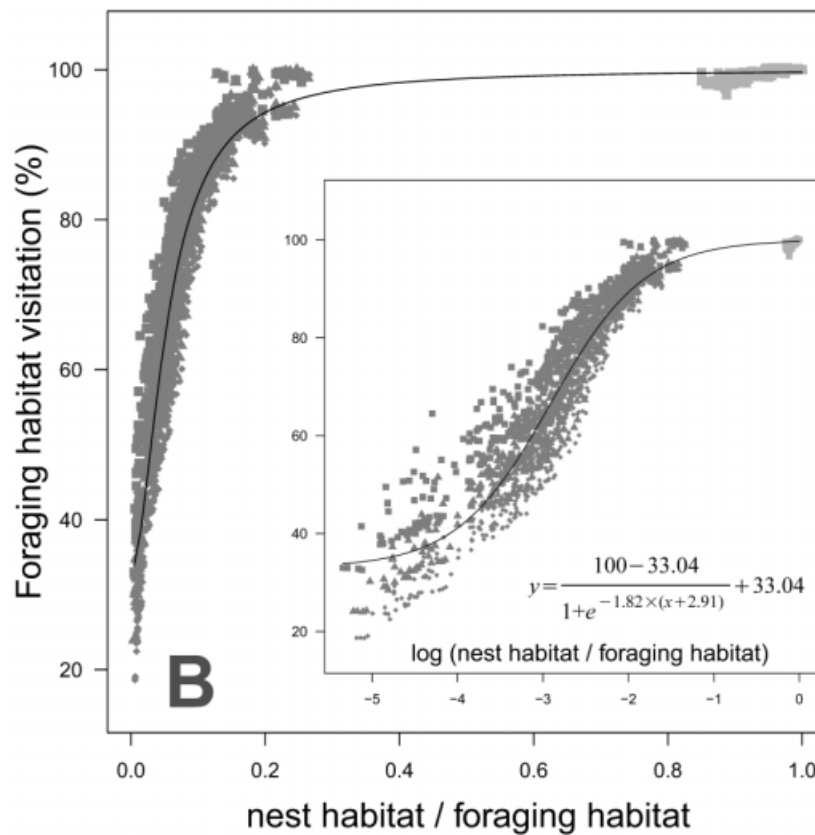 Foraging habitat visitation (%)
100
80
60
40
20
100
80
60
40
20
y = \frac{100−33.04}{1+e^{−1.82×(x+2.91)}} +33.04
log (nest habitat / foraging habitat)
−5 −4 −3 −2 −1 0
B
0.0 0.2 0.4 0.6 0.8 1.0
nest habitat / foraging habitat